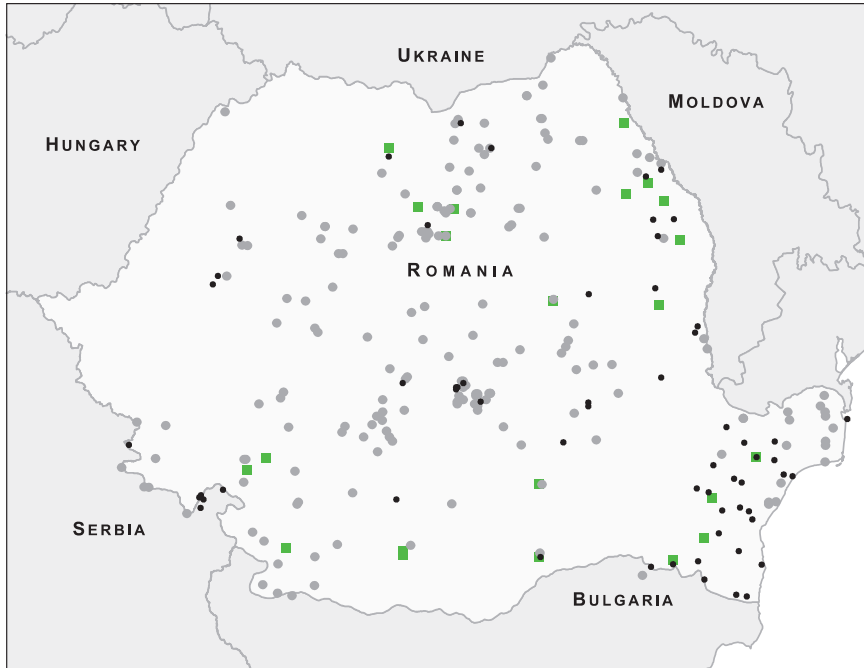 UKRAINE
MOLDOVA
HUNGARY
ROMANIA
SERBIA
BULGARIA